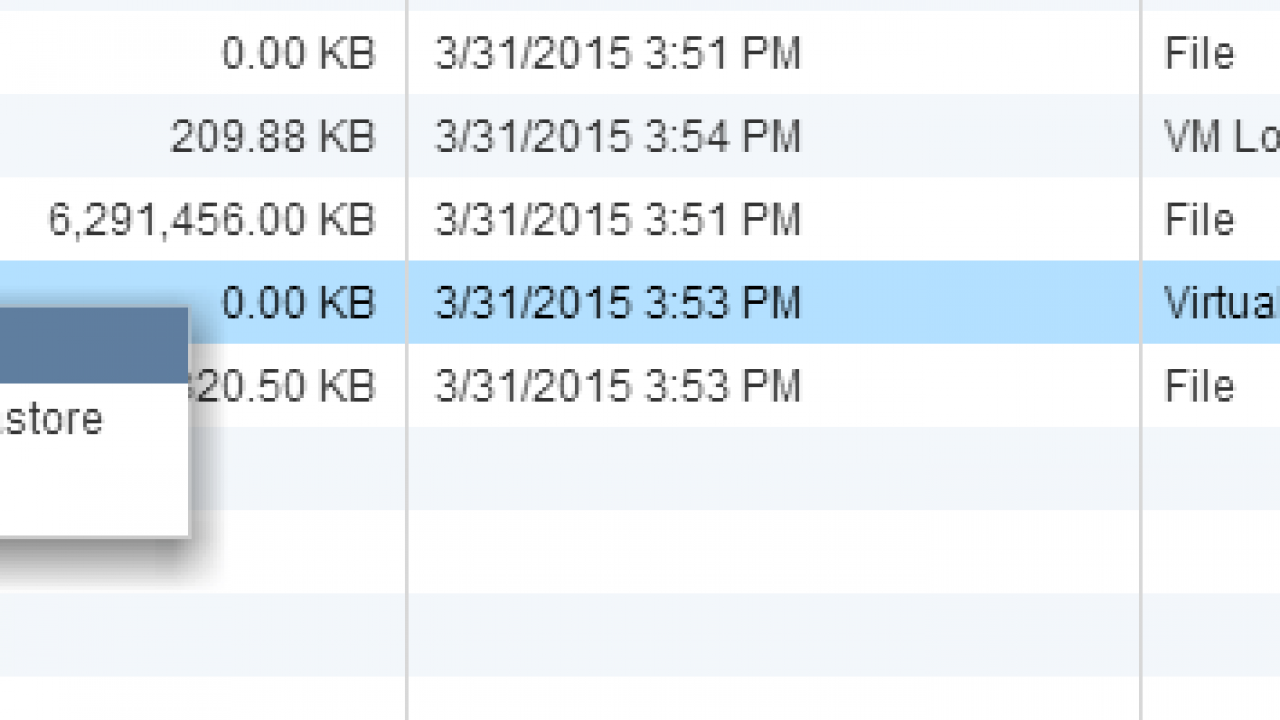 0.00 KB 3/31/2015 3:51 PM File
209.88 KB 3/31/2015 3:54 PM VM Lo
6,291,456.00 KB 3/31/2015 3:51 PM File
0.00 KB 3/31/2015 3:53 PM Virtual
20.50 KB 3/31/2015 3:53 PM File
store